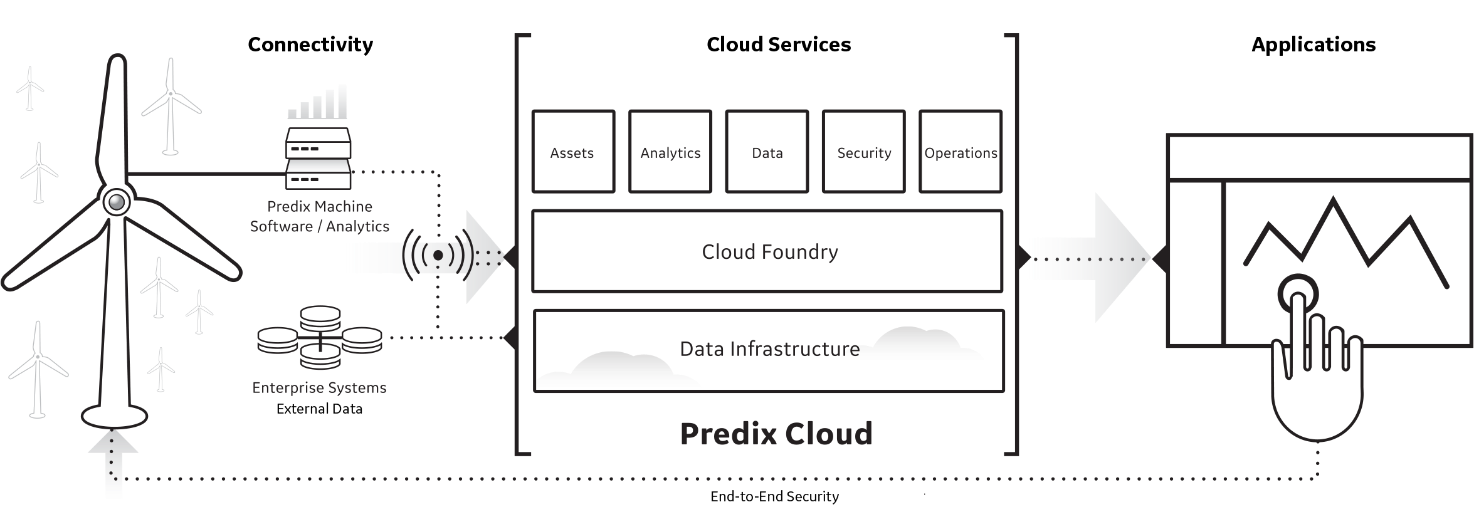 Connectivity
Cloud Services
Applications
Predix Machine
Software / Analytics
Enterprise Systems
External Data
Assets
Analytics
Data
Security
Operations
Cloud Foundry
Data Infrastructure
Predix Cloud
End-to-End Security